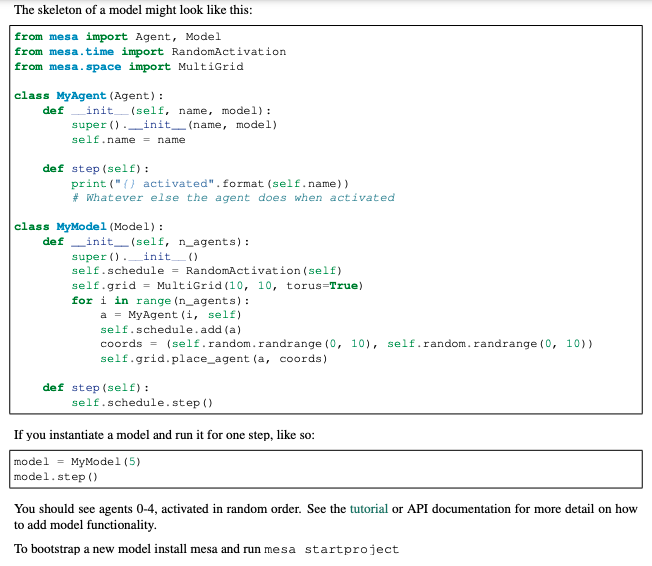 The skeleton of a model might look like this:
from mesa import Agent, Model
from mesa.time import RandomActivation
from mesa.space import MultiGrid

class MyAgent(Agent):
    def __init__(self, name, model):
        super().__init__(name, model)
        self.name = name

    def step(self):
        print("{} activated".format(self.name))
        # Whatever else the agent does when activated

class MyModel(Model):
    def __init__(self, n_agents):
        super().__init__()
        self.schedule = RandomActivation(self)
        self.grid = MultiGrid(10, 10, torus=True)
        for i in range(n_agents):
            a = MyAgent(i, self)
            self.schedule.add(a)
            coords = (self.random.randrange(0, 10), self.random.randrange(0, 10))
            self.grid.place_agent(a, coords)

    def step(self):
        self.schedule.step()
If you instantiate a model and run it for one step, like so:
model = MyModel(5)
model.step()
You should see agents 0-4, activated in random order. See the tutorial or API documentation for more detail on how
to add model functionality.
To bootstrap a new model install mesa and run mesa startproject